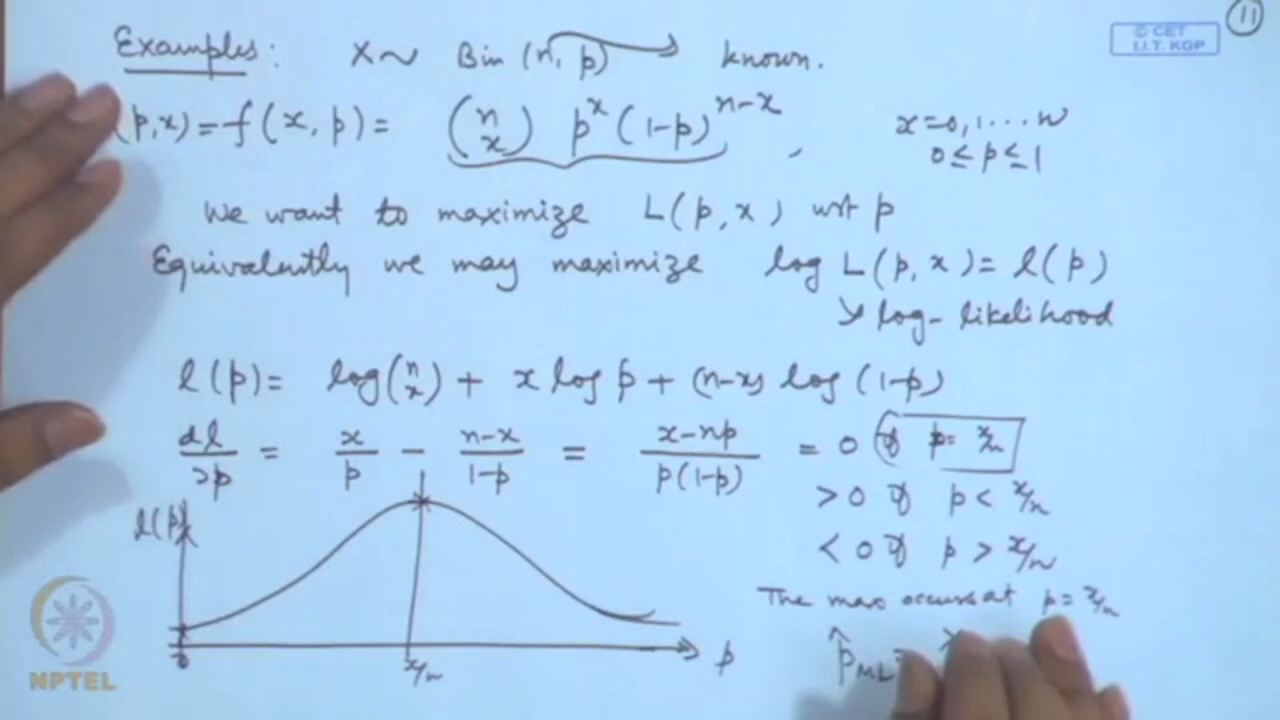 11
© CET
I.I.T. KGP
Examples: X ~ Bin (n, p) → known.
(p,x) = f(x, p) = (n x) p^x (1-p)^{n-x} , x=0,1...n
0 ≤ p ≤ 1
We want to maximize L(p, x) wrt p
Equivalently we may maximize log L(p, x) = l(p)
→ log-likelihood
l(p) = log(n x) + x log p + (n-x) log (1-p)
dl/dp = x/p - (n-x)/(1-p) = (x-np)/(p(1-p)) = 0 if p = x/n
> 0 if p < x/n
< 0 if p > x/n
l(p)
The max occurs at p = x/n
p̂_ML =
0 x/n p
NPTEL